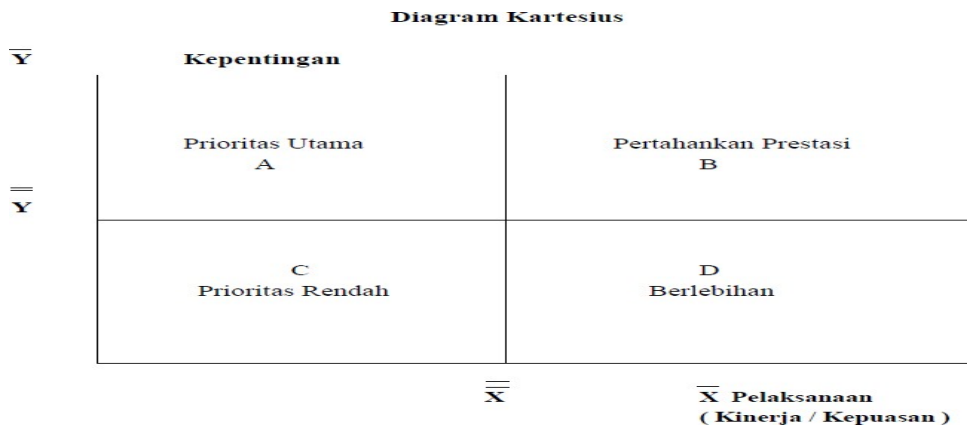 Diagram Kartesius
Y̅ Kepentingan
Prioritas Utama
A
Pertahankan Prestasi
B
Y̿
C
Prioritas Rendah
D
Berlebihan
X̿
X̅ Pelaksanaan
( Kinerja / Kepuasan )